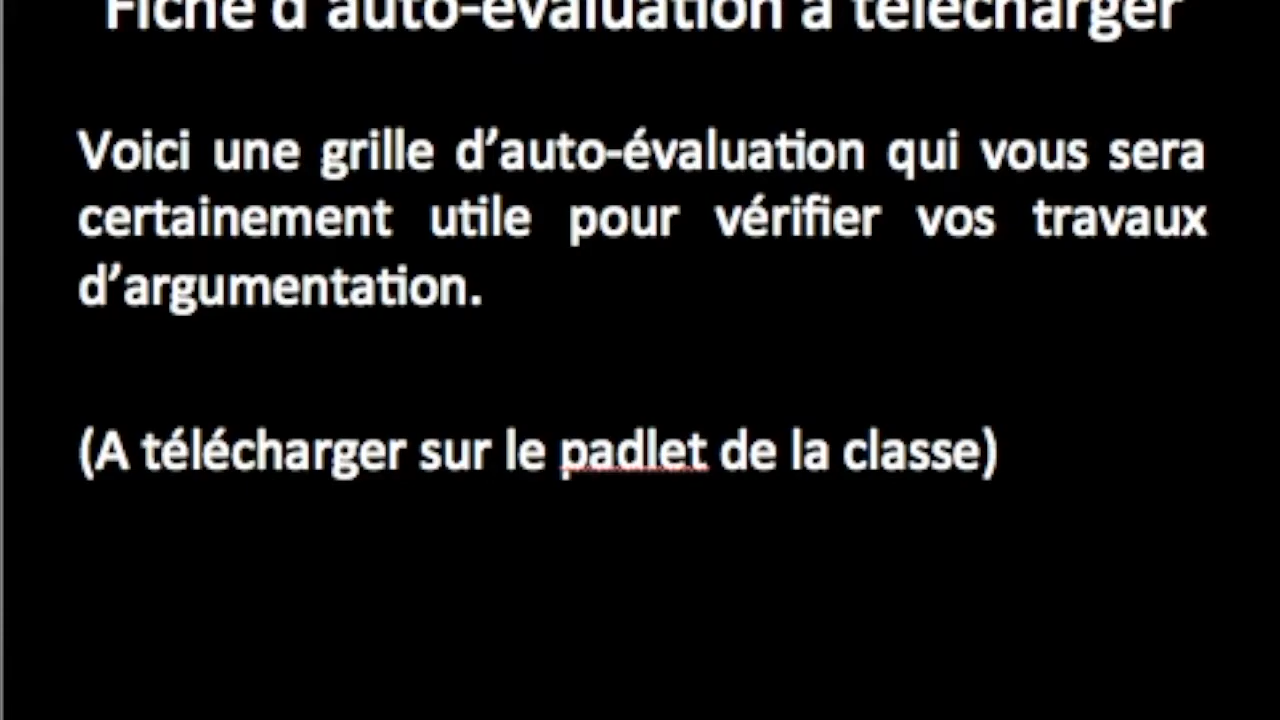 Fiche d'auto-évaluation à télécharger
Voici une grille d’auto-évaluation qui vous sera
certainement utile pour vérifier vos travaux
d’argumentation.
(A télécharger sur le padlet de la classe)